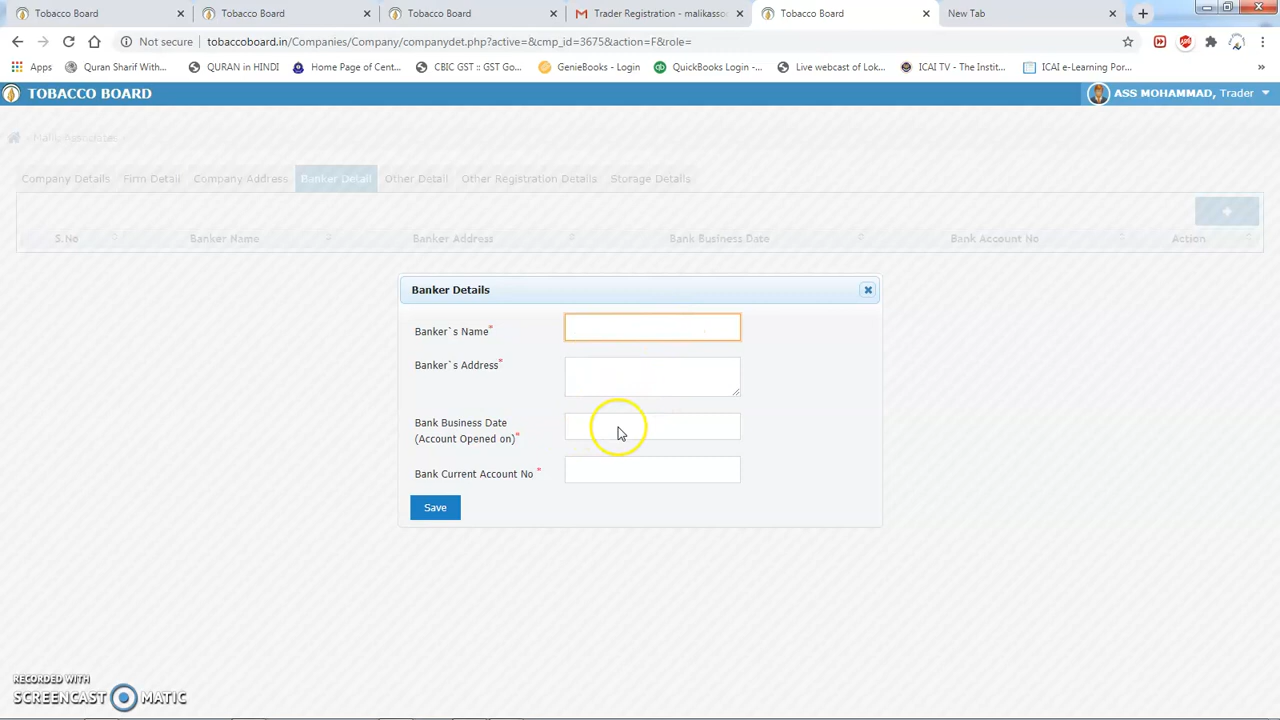 Tobacco Board
Tobacco Board
Tobacco Board
Trader Registration - malikasso
Tobacco Board
New Tab
Not secure
tobaccoboard.in/Companies/Company/companydet.php?active=&cmp_id=3675&action=F&role=
Apps
Quran Sharif With...
QURAN in HINDI
Home Page of Cent...
CBIC GST :: GST Go...
GenieBooks - Login
QuickBooks Login -...
Live webcast of Lok...
ICAI TV - The Instit...
ICAI e-Learning Por...
»
TOBACCO BOARD
ASS MOHAMMAD, Trader
Malik Associates
Company Details
Firm Detail
Company Address
Banker Detail
Other Detail
Other Registration Details
Storage Details
S.No
Banker Name
Banker Address
Bank Business Date
Bank Account No
Action
Banker Details
Banker`s Name*
Banker`s Address*
Bank Business Date
(Account Opened on)*
Bank Current Account No *
Save
RECORDED WITH
SCREENCAST MATIC